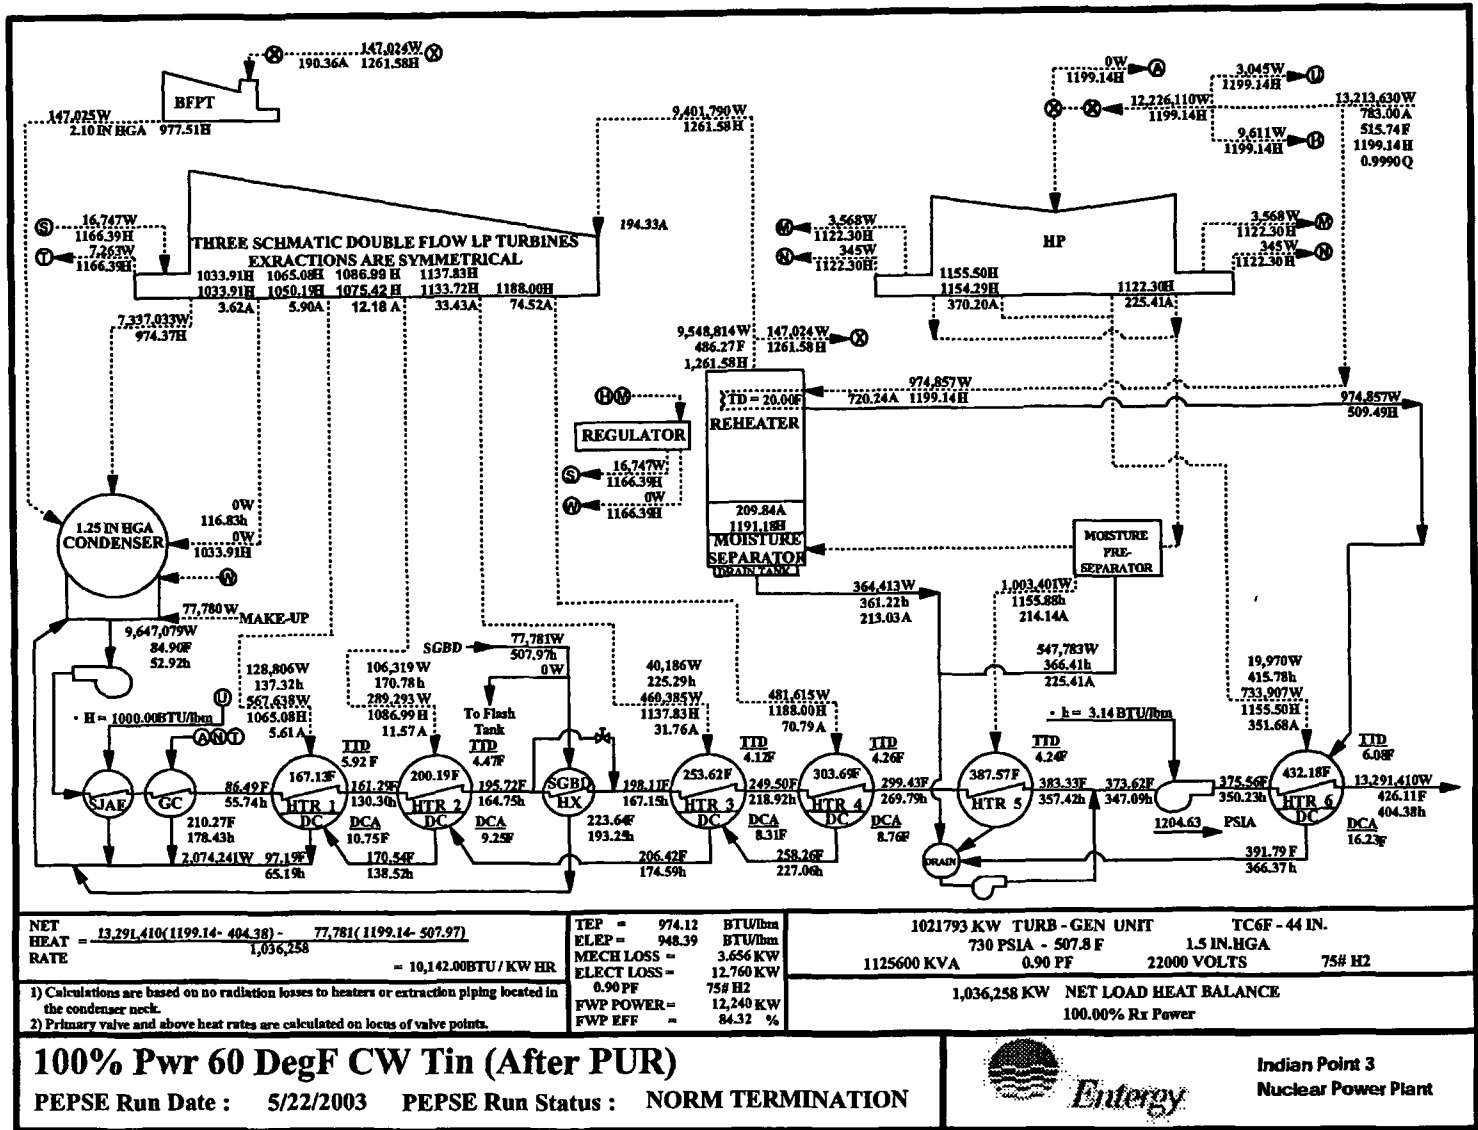 147,024W
190.36A 1261.58H
X
X
BFPT
147,025W
2.10 IN HGA 977.51H
0W
1199.14H
A
3,045W
1199.14H
U
X
X
12,226,110W
1199.14H
13,213,630W
783.00A
515.74F
1199.14H
0.9990Q
9,611W
1199.14H
H
9,401,790W
1261.58H
S
16,747W
1166.39H
T
7,263W
1166.39H
THREE SCHMATIC DOUBLE FLOW LP TURBINES
EXRACTIONS ARE SYMMETRICAL
1033.91H 1065.08H 1086.99 H 1137.83H
1033.91H 1050.19H 1075.42 H 1133.72H 1188.00H
3.62A 5.90A 12.18 A 33.43A 74.52A
194.33A
M
3,568W
1122.30H
N
345W
1122.30H
HP
3,568W
1122.30H
M
345W
1122.30H
N
1155.50H
1154.29H
370.20A
1122.30H
225.41A
7,337,033W
974.37H
9,548,814W
486.27F
1,261.58H
147,024W
1261.58H
X
974,857W
720.24A 1199.14H
TD = 20.00F
REHEATER
974,857W
509.49H
H M
REGULATOR
S
16,747W
1166.39H
W
0W
1166.39H
209.84A
1191.18H
MOISTURE
SEPARATOR
DRAIN TANK
MOISTURE
PRE-
SEPARATOR
1.25 IN HGA
CONDENSER
0W
116.83h
0W
1033.91H
W
77,780W
MAKE-UP
9,647,079W
84.90F
52.92h
364,413W
361.22h
213.03 A
1,003,401W
1155.88h
214.14A
547,783W
366.41h
225.41A
SGBD
77,781W
507.97h
0W
To Flash
Tank
128,806W
137.32h
567,638W
1065.08H
5.61A
106,319W
170.78h
289,293W
1086.99H
11.57A
40,186W
225.29h
460,385W
1137.83H
31.76A
481,615W
1188.00H
70.79A
19,970W
415.78h
733,907W
1155.50H
351.68A
· H = 1000.00BTU/lbm
U
A N T
· h = 3.14 BTU/lbm
TTD
5.92 F
TTD
4.47F
TTD
4.12F
TTD
4.26F
TTD
4.24F
TTD
6.08F
SJAE
GC
86.49F
55.74h
167.13F
HTR 1
DC
161.29F
130.30h
200.19F
HTR 2
DC
195.72F
164.75h
SGBD
HX
198.11F
167.15h
253.62F
HTR 3
DC
249.50F
218.92h
303.69F
HTR 4
DC
299.43F
269.79h
387.57F
HTR 5
383.33F
357.42h
373.62F
347.09h
375.56F
350.23h
1204.63 PSIA
432.18F
HTR 6
DC
13,291,410W
426.11F
404.38h
210.27F
178.43h
DCA
10.75F
DCA
9.25F
223.64F
193.25h
DCA
8.31F
DCA
8.76F
DCA
16.23F
2,074,241W
97.19F
65.19h
170.54F
138.52h
206.42F
174.59h
258.26F
227.06h
DRAIN
391.79 F
366.37h
NET
HEAT
RATE
= 13,291,410(1199.14- 404.38) - 77,781( 1199.14- 507.97)
1,036,258
= 10,142.00BTU / KW HR
1) Calculations are based on no radiation losses to heaters or extraction piping located in
the condenser neck.
2) Primary valve and above heat rates are calculated on locus of valve points.
TEP = 974.12 BTU/lbm
ELEP = 948.39 BTU/lbm
MECH LOSS = 3.656 KW
ELECT LOSS = 12.760 KW
0.90 PF 75# H2
FWP POWER = 12,240 KW
FWP EFF = 84.32 %
1021793 KW TURB - GEN UNIT TC6F - 44 IN.
730 PSIA - 507.8 F 1.5 IN.HGA
1125600 KVA 0.90 PF 22000 VOLTS 75# H2
1,036,258 KW NET LOAD HEAT BALANCE
100.00% Rx Power
100% Pwr 60 DegF CW Tin (After PUR)
PEPSE Run Date : 5/22/2003 PEPSE Run Status : NORM TERMINATION
Entergy
Indian Point 3
Nuclear Power Plant